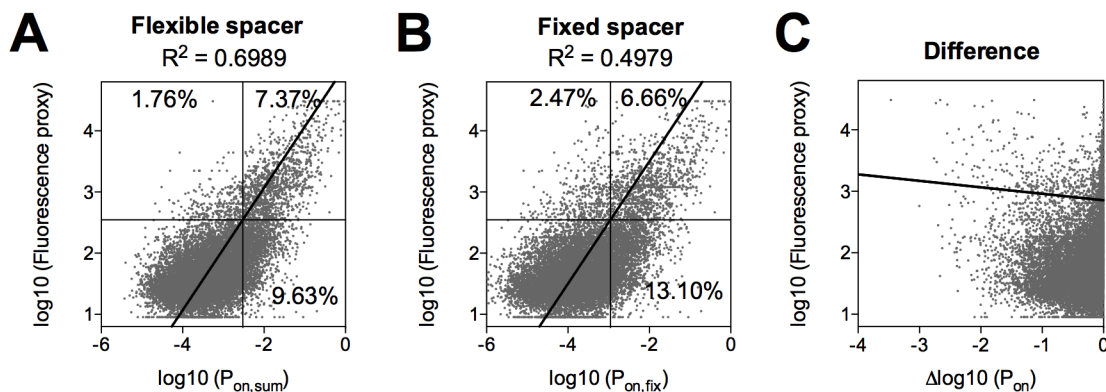 A
Flexible spacer
R² = 0.6989
1.76%
7.37%
9.63%
log10 (Fluorescence proxy)
4
3
2
1
-6
-4
-2
0
log10 (Pon,sum)
B
Fixed spacer
R² = 0.4979
2.47%
6.66%
13.10%
log10 (Fluorescence proxy)
4
3
2
1
-6
-4
-2
0
log10 (Pon,fix)
C
Difference
log10 (Fluorescence proxy)
4
3
2
1
-4
-3
-2
-1
0
Δlog10 (Pon)